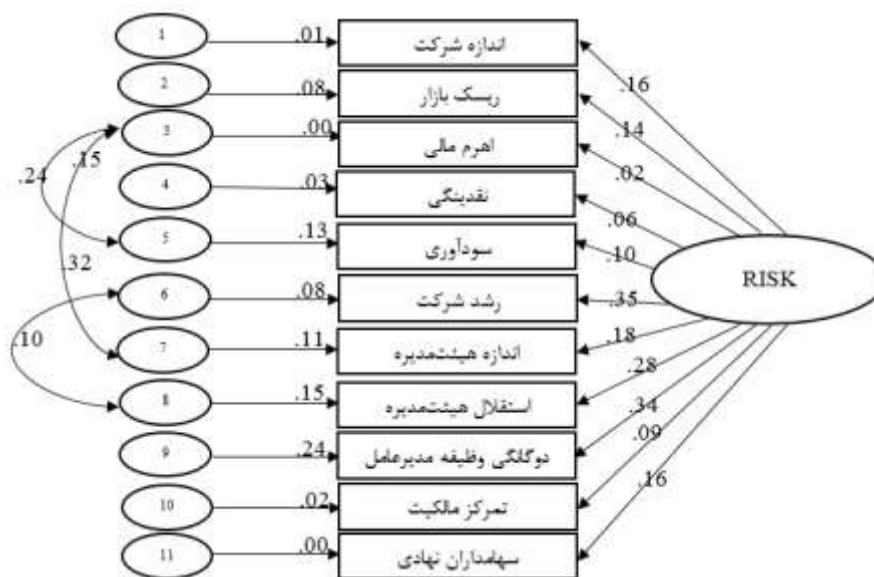 1 .01 اندازه شرکت .16
2 .08 ریسک بازار .14
3 .00 اهرم مالی .02
.15
.24
4 .03 نقدینگی .06
5 .13 سودآوری .10
.32
6 .08 رشد شرکت .35
RISK
.10
7 .11 اندازه هیئت‌مدیره .18
8 .15 استقلال هیئت‌مدیره .28
9 .24 دوگانگی وظیفه مدیرعامل .34
10 .02 تمرکز مالکیت .09
11 .00 سهامداران نهادی .16